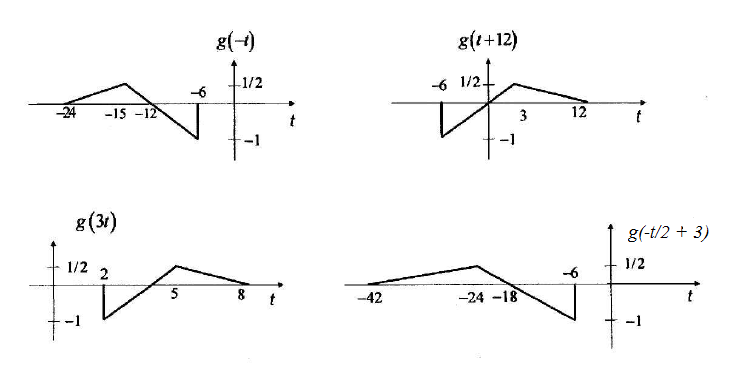 g(−t)
1/2
−6
−24 −15 −12
t
−1
g(t+12)
−6 1/2
3 12 t
−1
g(3t)
1/2 2
5 8 t
−1
g(-t/2 + 3)
1/2
−6
−42 −24 −18 t
−1